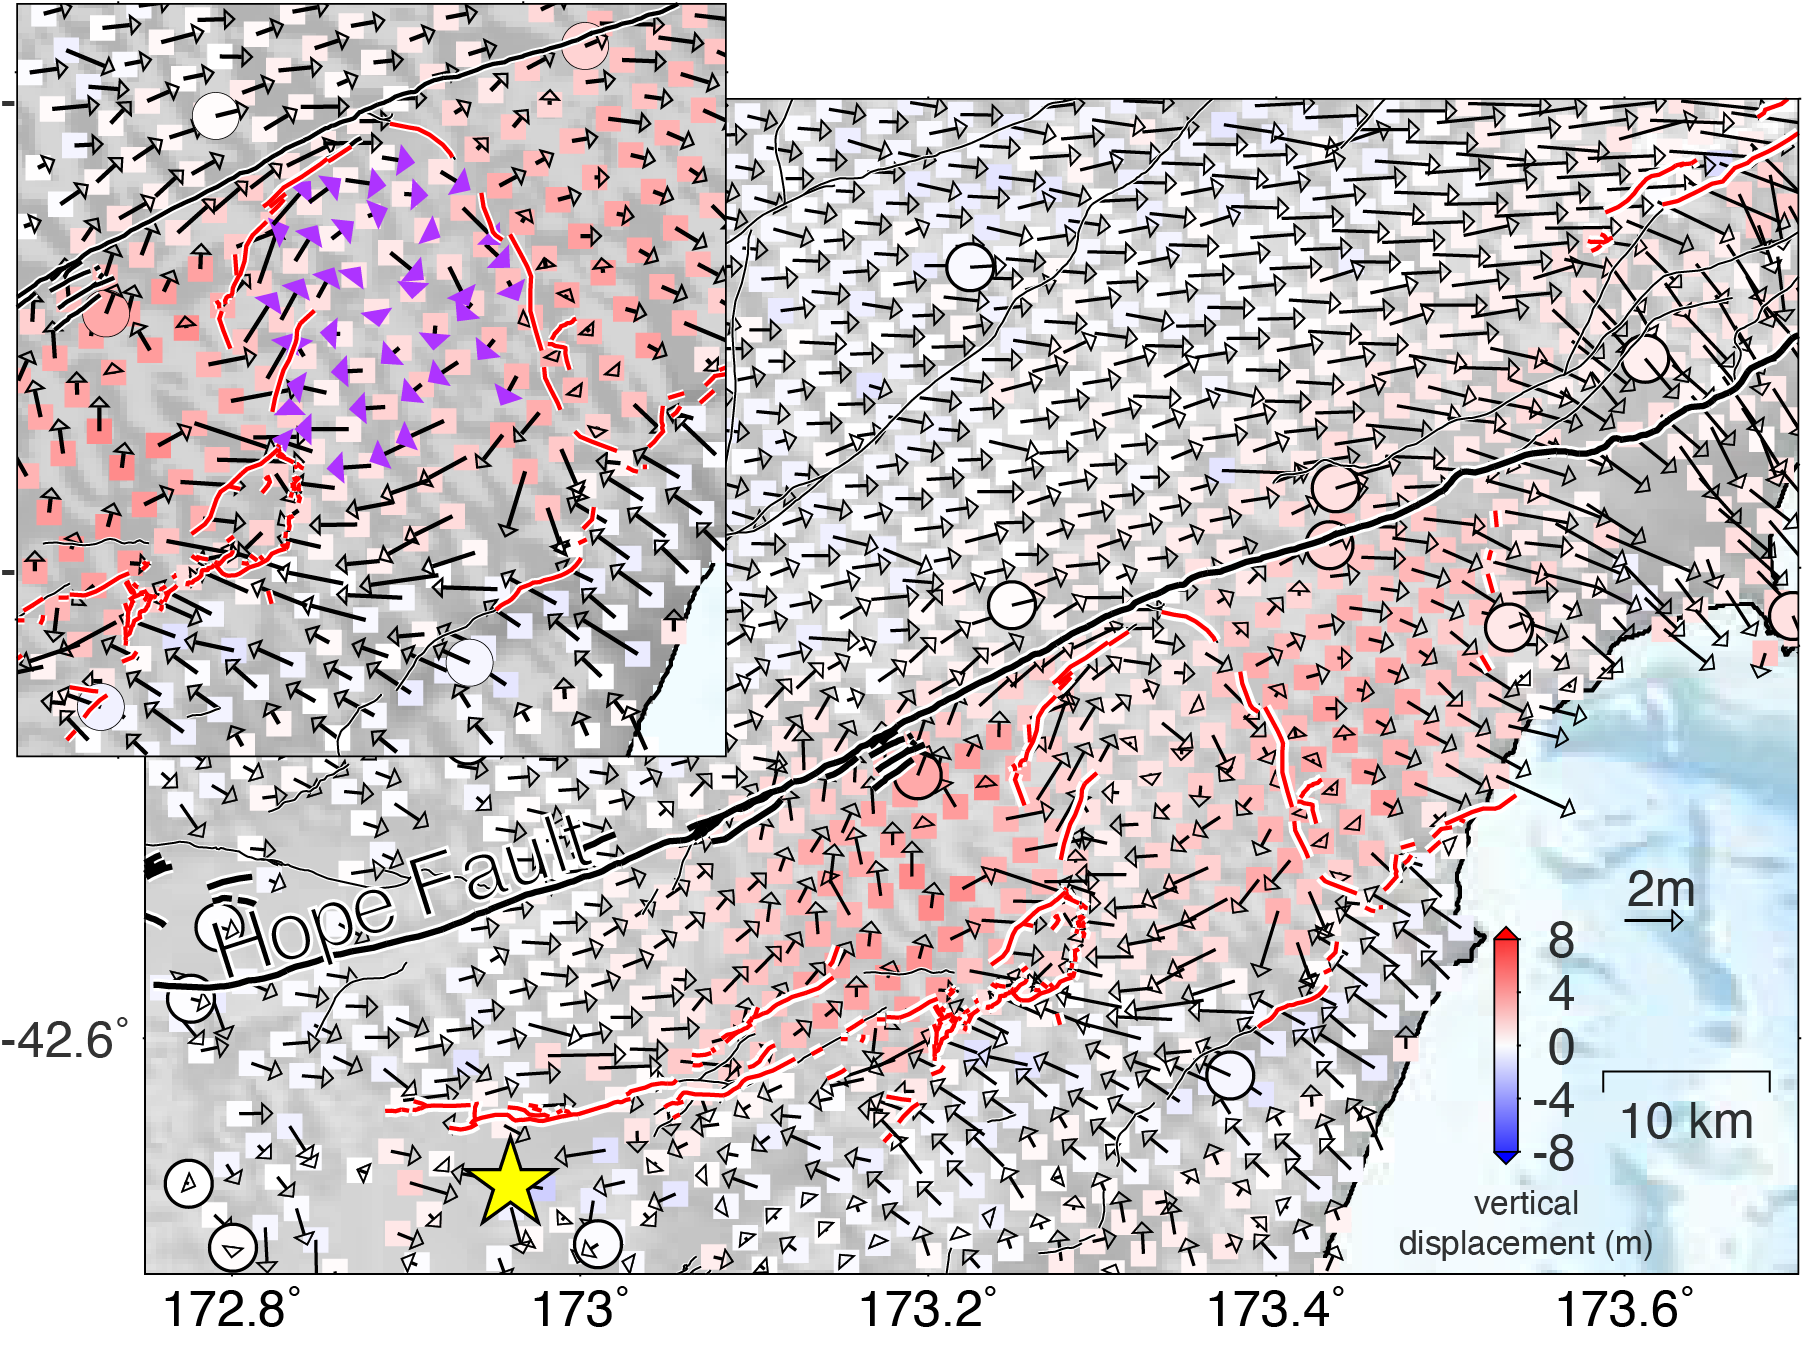 Hope Fault
2m
8
4
0
-4
-8
10 km
vertical
displacement (m)
-42.6°
172.8°
173°
173.2°
173.4°
173.6°